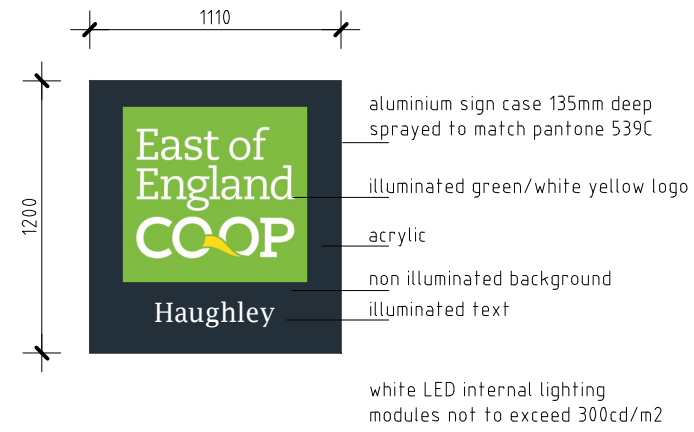 1110
1200
East of
England
COOP
Haughley
aluminium sign case 135mm deep
sprayed to match pantone 539C
illuminated green/white yellow logo
acrylic
non illuminated background
illuminated text
white LED internal lighting
modules not to exceed 300cd/m2